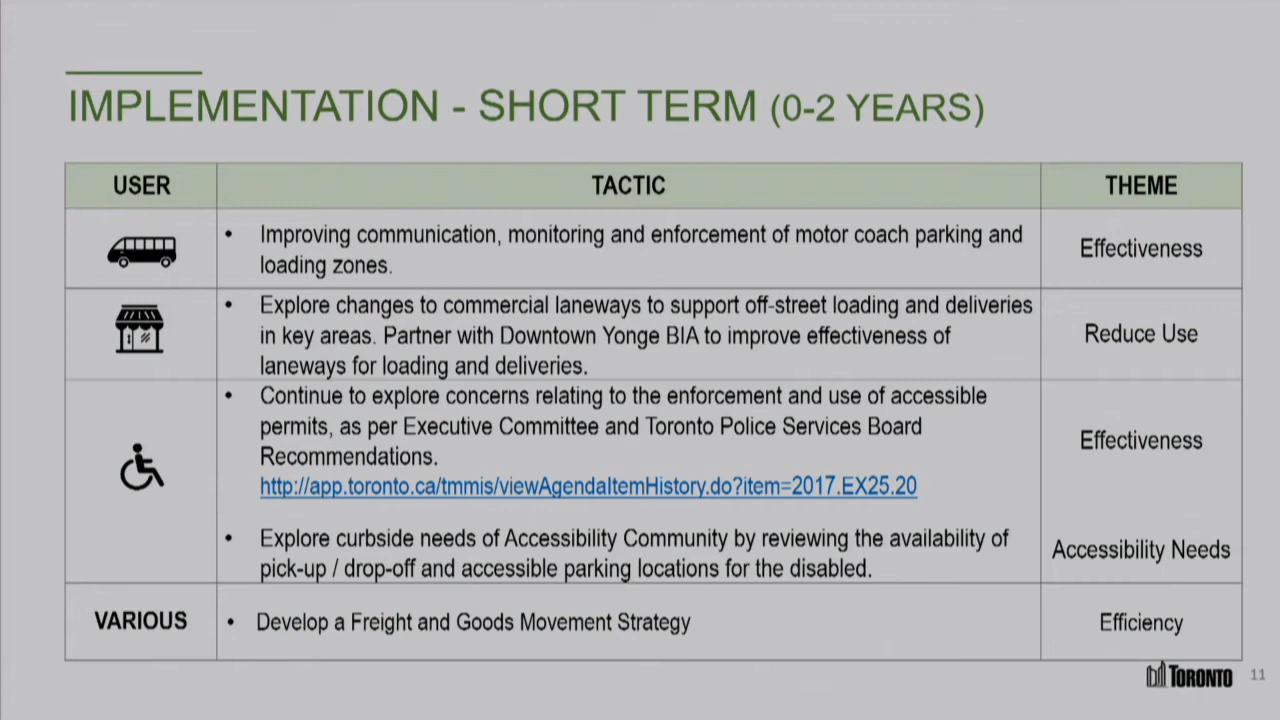 IMPLEMENTATION - SHORT TERM (0-2 YEARS)
USER TACTIC THEME
• Improving communication, monitoring and enforcement of motor coach parking and
loading zones.
Effectiveness
• Explore changes to commercial laneways to support off-street loading and deliveries
in key areas. Partner with Downtown Yonge BIA to improve effectiveness of
laneways for loading and deliveries.
Reduce Use
• Continue to explore concerns relating to the enforcement and use of accessible
permits, as per Executive Committee and Toronto Police Services Board
Recommendations.
http://app.toronto.ca/tmmis/viewAgendaItemHistory.do?item=2017.EX25.20
Effectiveness
• Explore curbside needs of Accessibility Community by reviewing the availability of
pick-up / drop-off and accessible parking locations for the disabled.
Accessibility Needs
VARIOUS • Develop a Freight and Goods Movement Strategy Efficiency
TORONTO 11